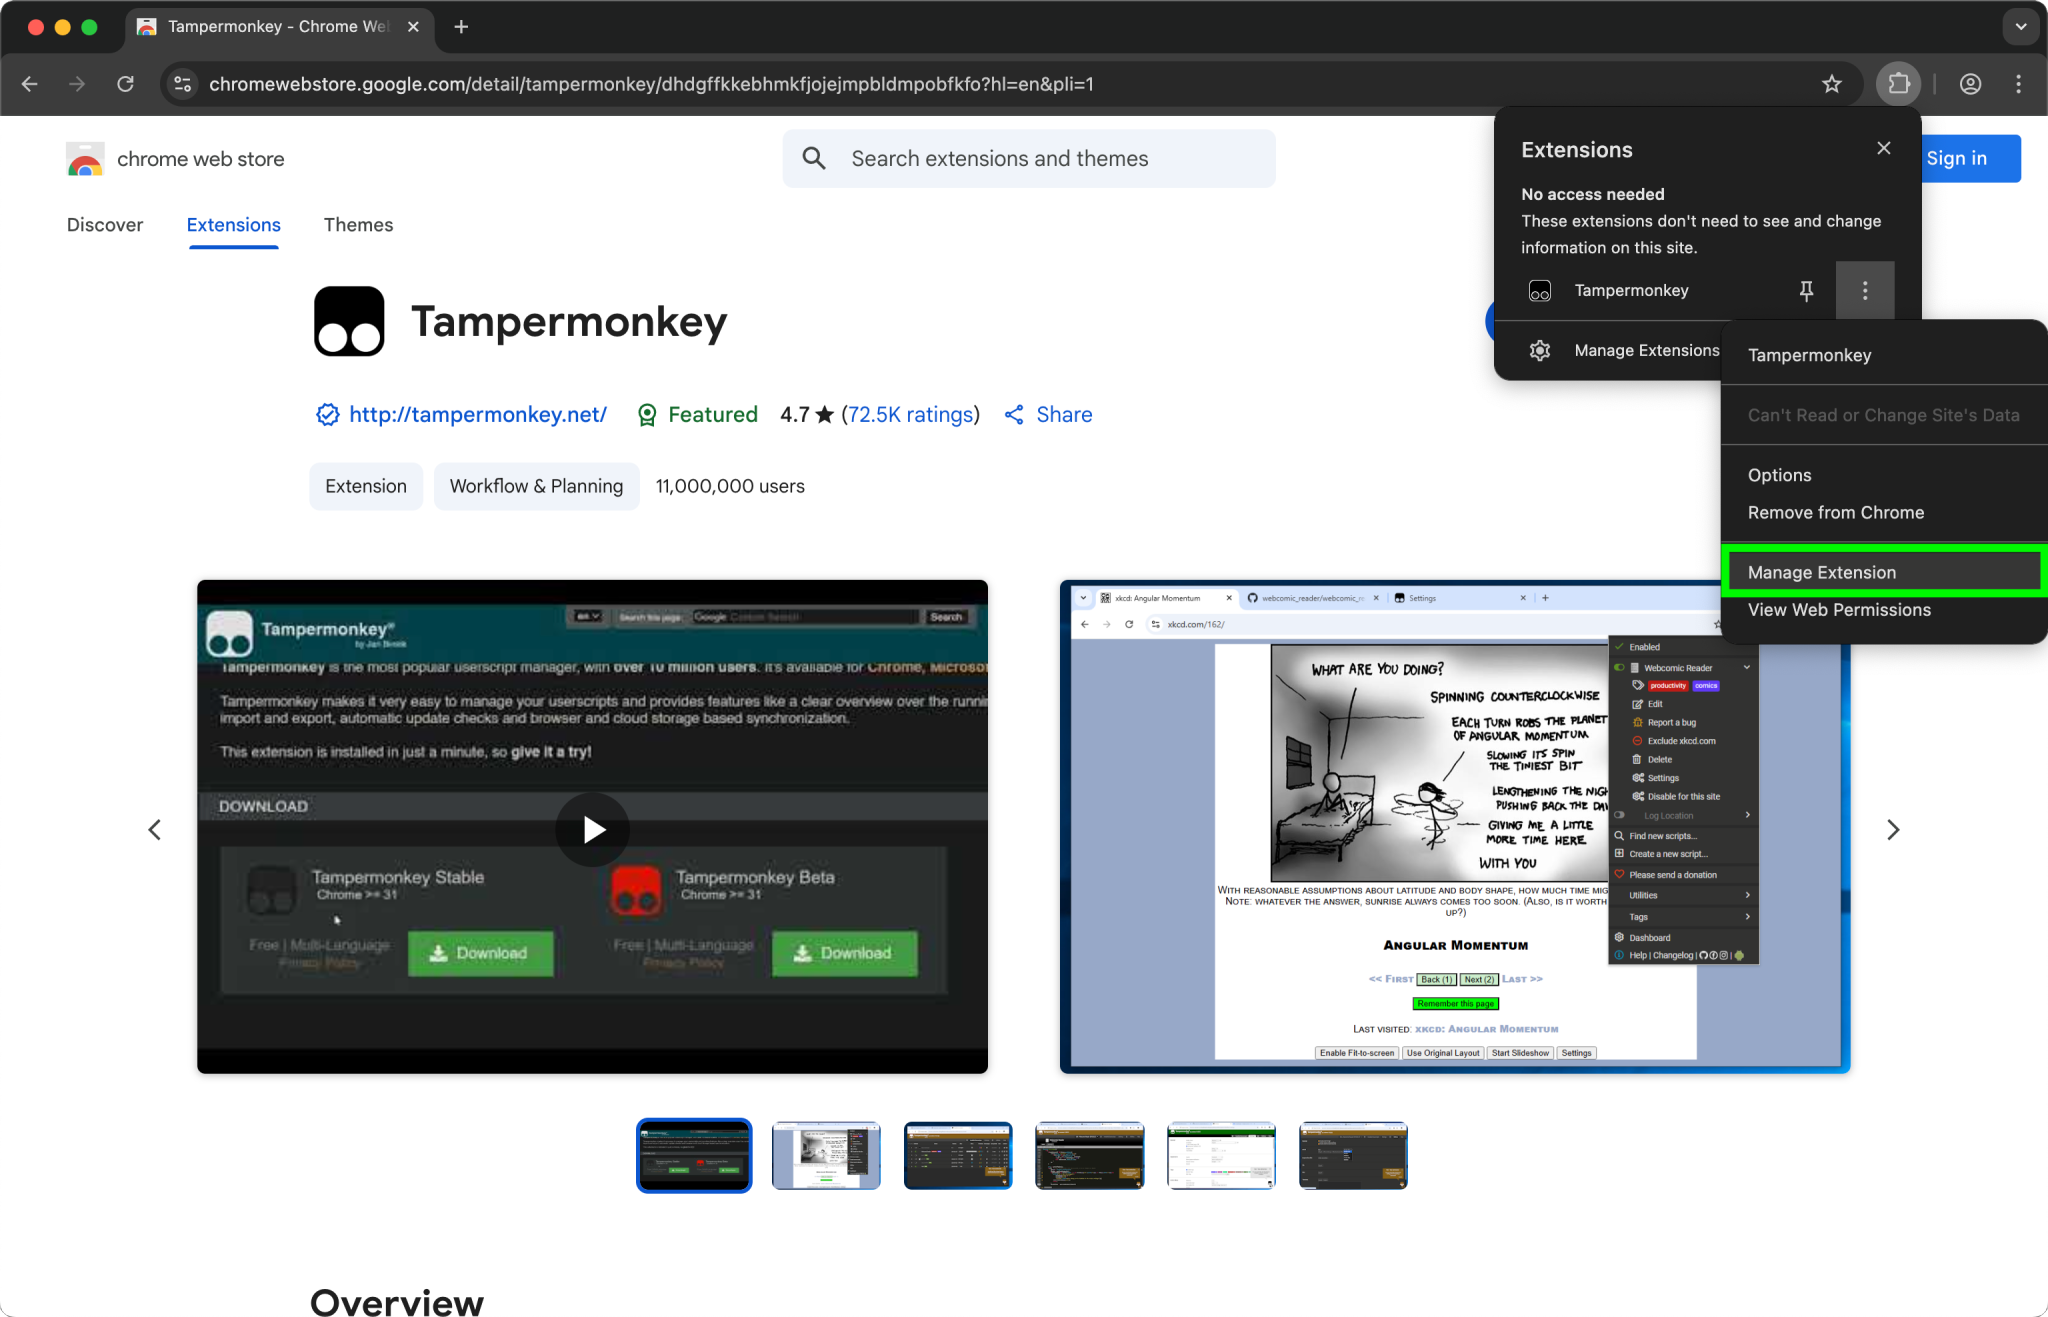 Tampermonkey - Chrome We
chromewebstore.google.com/detail/tampermonkey/dhdgffkkebhmkfjojejmpbldmpobfkfo?hl=en&pli=1
chrome web store
Search extensions and themes
Sign in
Discover
Extensions
Themes
Extensions
No access needed
These extensions don't need to see and change
information on this site.
Tampermonkey
Manage Extensions
Tampermonkey
Can't Read or Change Site's Data
Options
Remove from Chrome
Manage Extension
View Web Permissions
Tampermonkey
http://tampermonkey.net/
Featured
4.7 ★ (72.5K ratings)
Share
Extension
Workflow & Planning
11,000,000 users
Tampermonkey®
by Jan Biniok
Search this page:
Google
Search
Tampermonkey is the most popular userscript manager, with over 10 million users. It's available for Chrome, Microsof
Tampermonkey makes it very easy to manage your userscripts and provides features like a clear overview over the runnin
import and export, automatic update checks and browser and cloud storage based synchronization.
This extension is installed in just a minute, so give it a try!
DOWNLOAD
Tampermonkey Stable
Chrome >= 31
Free | Multi-Language
Privacy Policy
Download
Tampermonkey Beta
Chrome >= 31
Free | Multi-Language
Privacy Policy
Download
xkcd: Angular Momentum
webcomic_reader/webcomic_re
Settings
xkcd.com/162/
WHAT ARE YOU DOING?
SPINNING COUNTERCLOCKWISE
EACH TURN ROBS THE PLANET
OF ANGULAR MOMENTUM
SLOWING ITS SPIN
THE TINIEST BIT
LENGTHENING THE NIGH
PUSHING BACK THE DA
GIVING ME A LITTLE
MORE TIME HERE
WITH YOU
WITH REASONABLE ASSUMPTIONS ABOUT LATITUDE AND BODY SHAPE, HOW MUCH TIME MIG
NOTE: WHATEVER THE ANSWER, SUNRISE ALWAYS COMES TOO SOON. (ALSO, IS IT WORTH
UP?)
ANGULAR MOMENTUM
<< FIRST
Back (1)
Next (2)
LAST >>
Remember this page
LAST VISITED: XKCD: ANGULAR MOMENTUM
Enable Fit-to-screen
Use Original Layout
Start Slideshow
Settings
Enabled
Webcomic Reader
productivity
comics
Edit
Report a bug
Exclude xkcd.com
Delete
Settings
Disable for this site
Log Location
Find new scripts...
Create a new script...
Please send a donation
Utilities
Tags
Dashboard
Help | Changelog |
Overview